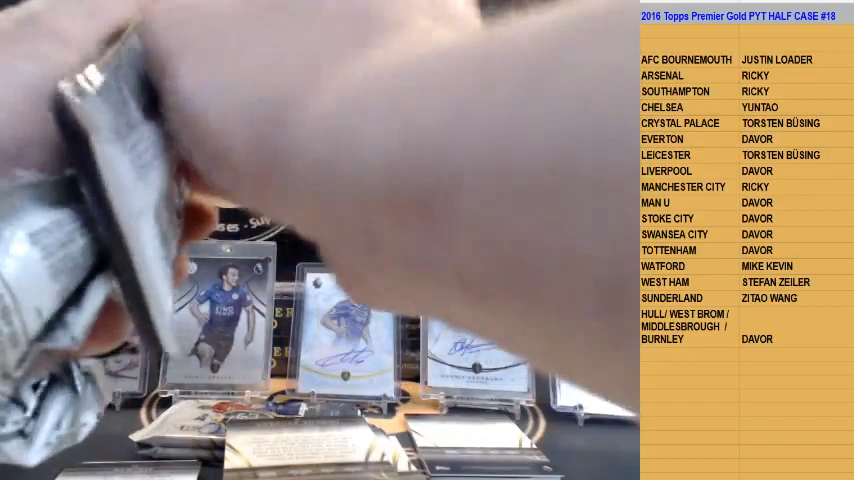 2016 Topps Premier Gold PYT HALF CASE #18
AFC BOURNEMOUTH JUSTIN LOADER
ARSENAL RICKY
SOUTHAMPTON RICKY
CHELSEA YUNTAO
CRYSTAL PALACE TORSTEN BÜSING
EVERTON DAVOR
LEICESTER TORSTEN BÜSING
LIVERPOOL DAVOR
MANCHESTER CITY RICKY
MAN U DAVOR
STOKE CITY DAVOR
SWANSEA CITY DAVOR
TOTTENHAM DAVOR
WATFORD MIKE KEVIN
WEST HAM STEFAN ZEILER
SUNDERLAND ZITAO WANG
HULL/ WEST BROM /
MIDDLESBROUGH /
BURNLEY DAVOR